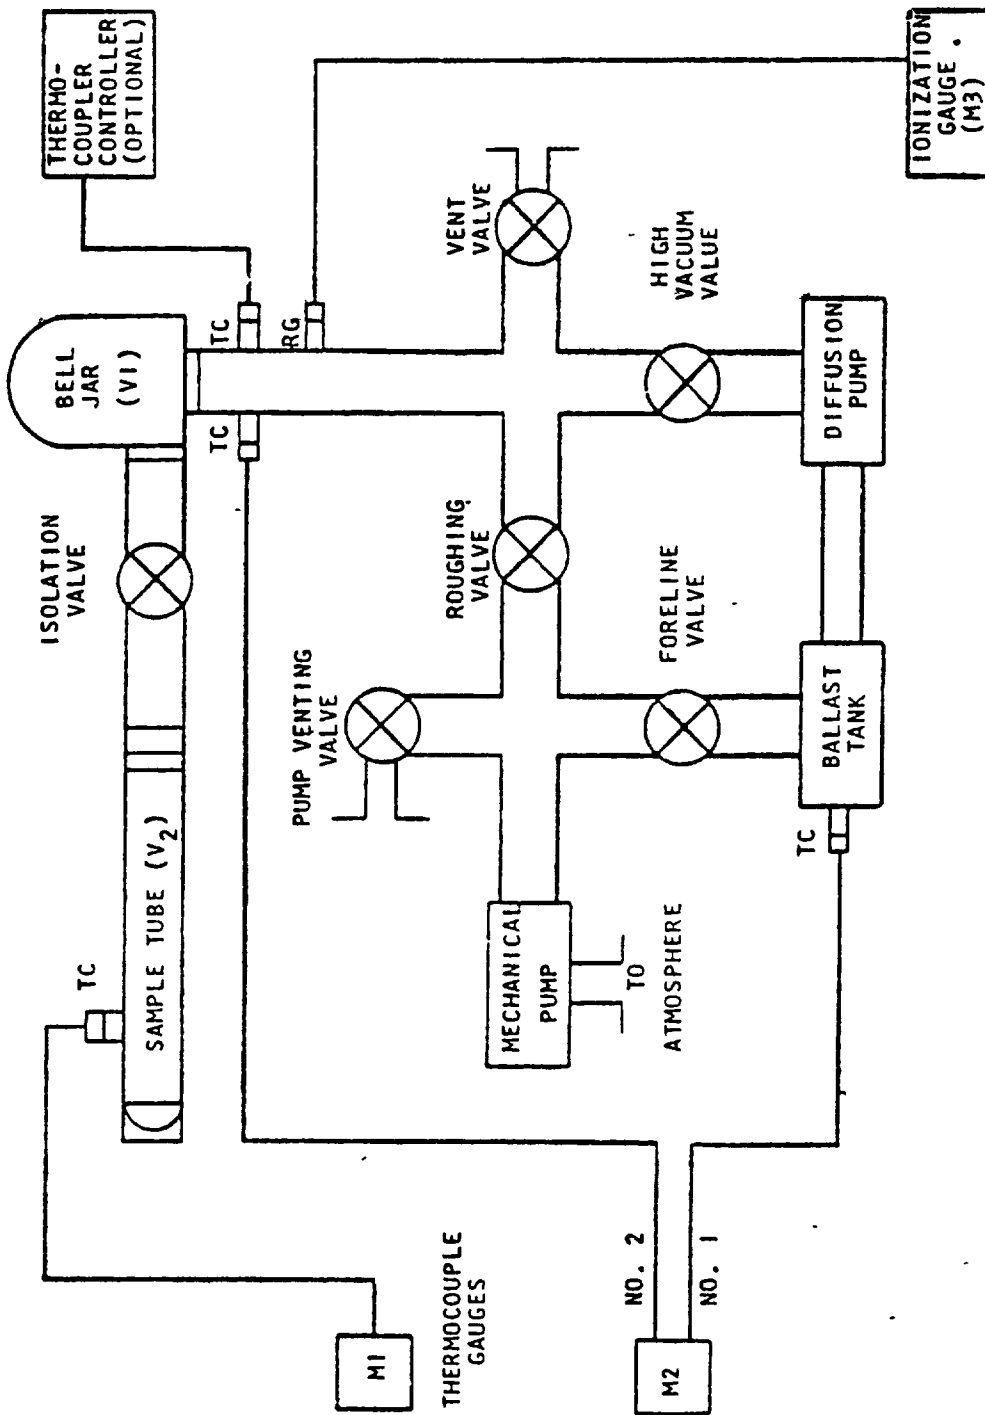 THERMO-
COUPLER
CONTROLLER
(OPTIONAL)
BELL
JAR
(V1)
TC
TC
RG
IONIZATION
GAUGE.
(M3)
ISOLATION
VALVE
VENT
VALVE
HIGH
VACUUM
VALUE
ROUGHING
VALVE
DIFFUSION
PUMP
FORELINE
VALVE
PUMP VENTING
VALVE
BALLAST
TANK
TC
SAMPLE TUBE (V2)
TC
MECHANICAL
PUMP
TO
ATMOSPHERE
THERMOCOUPLE
GAUGES
M1
NO. 2
NO. 1
M2